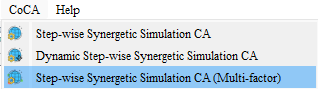 CoCA Help
Step-wise Synergetic Simulation CA
Dynamic Step-wise Synergetic Simulation CA
Step-wise Synergetic Simulation CA (Multi-factor)